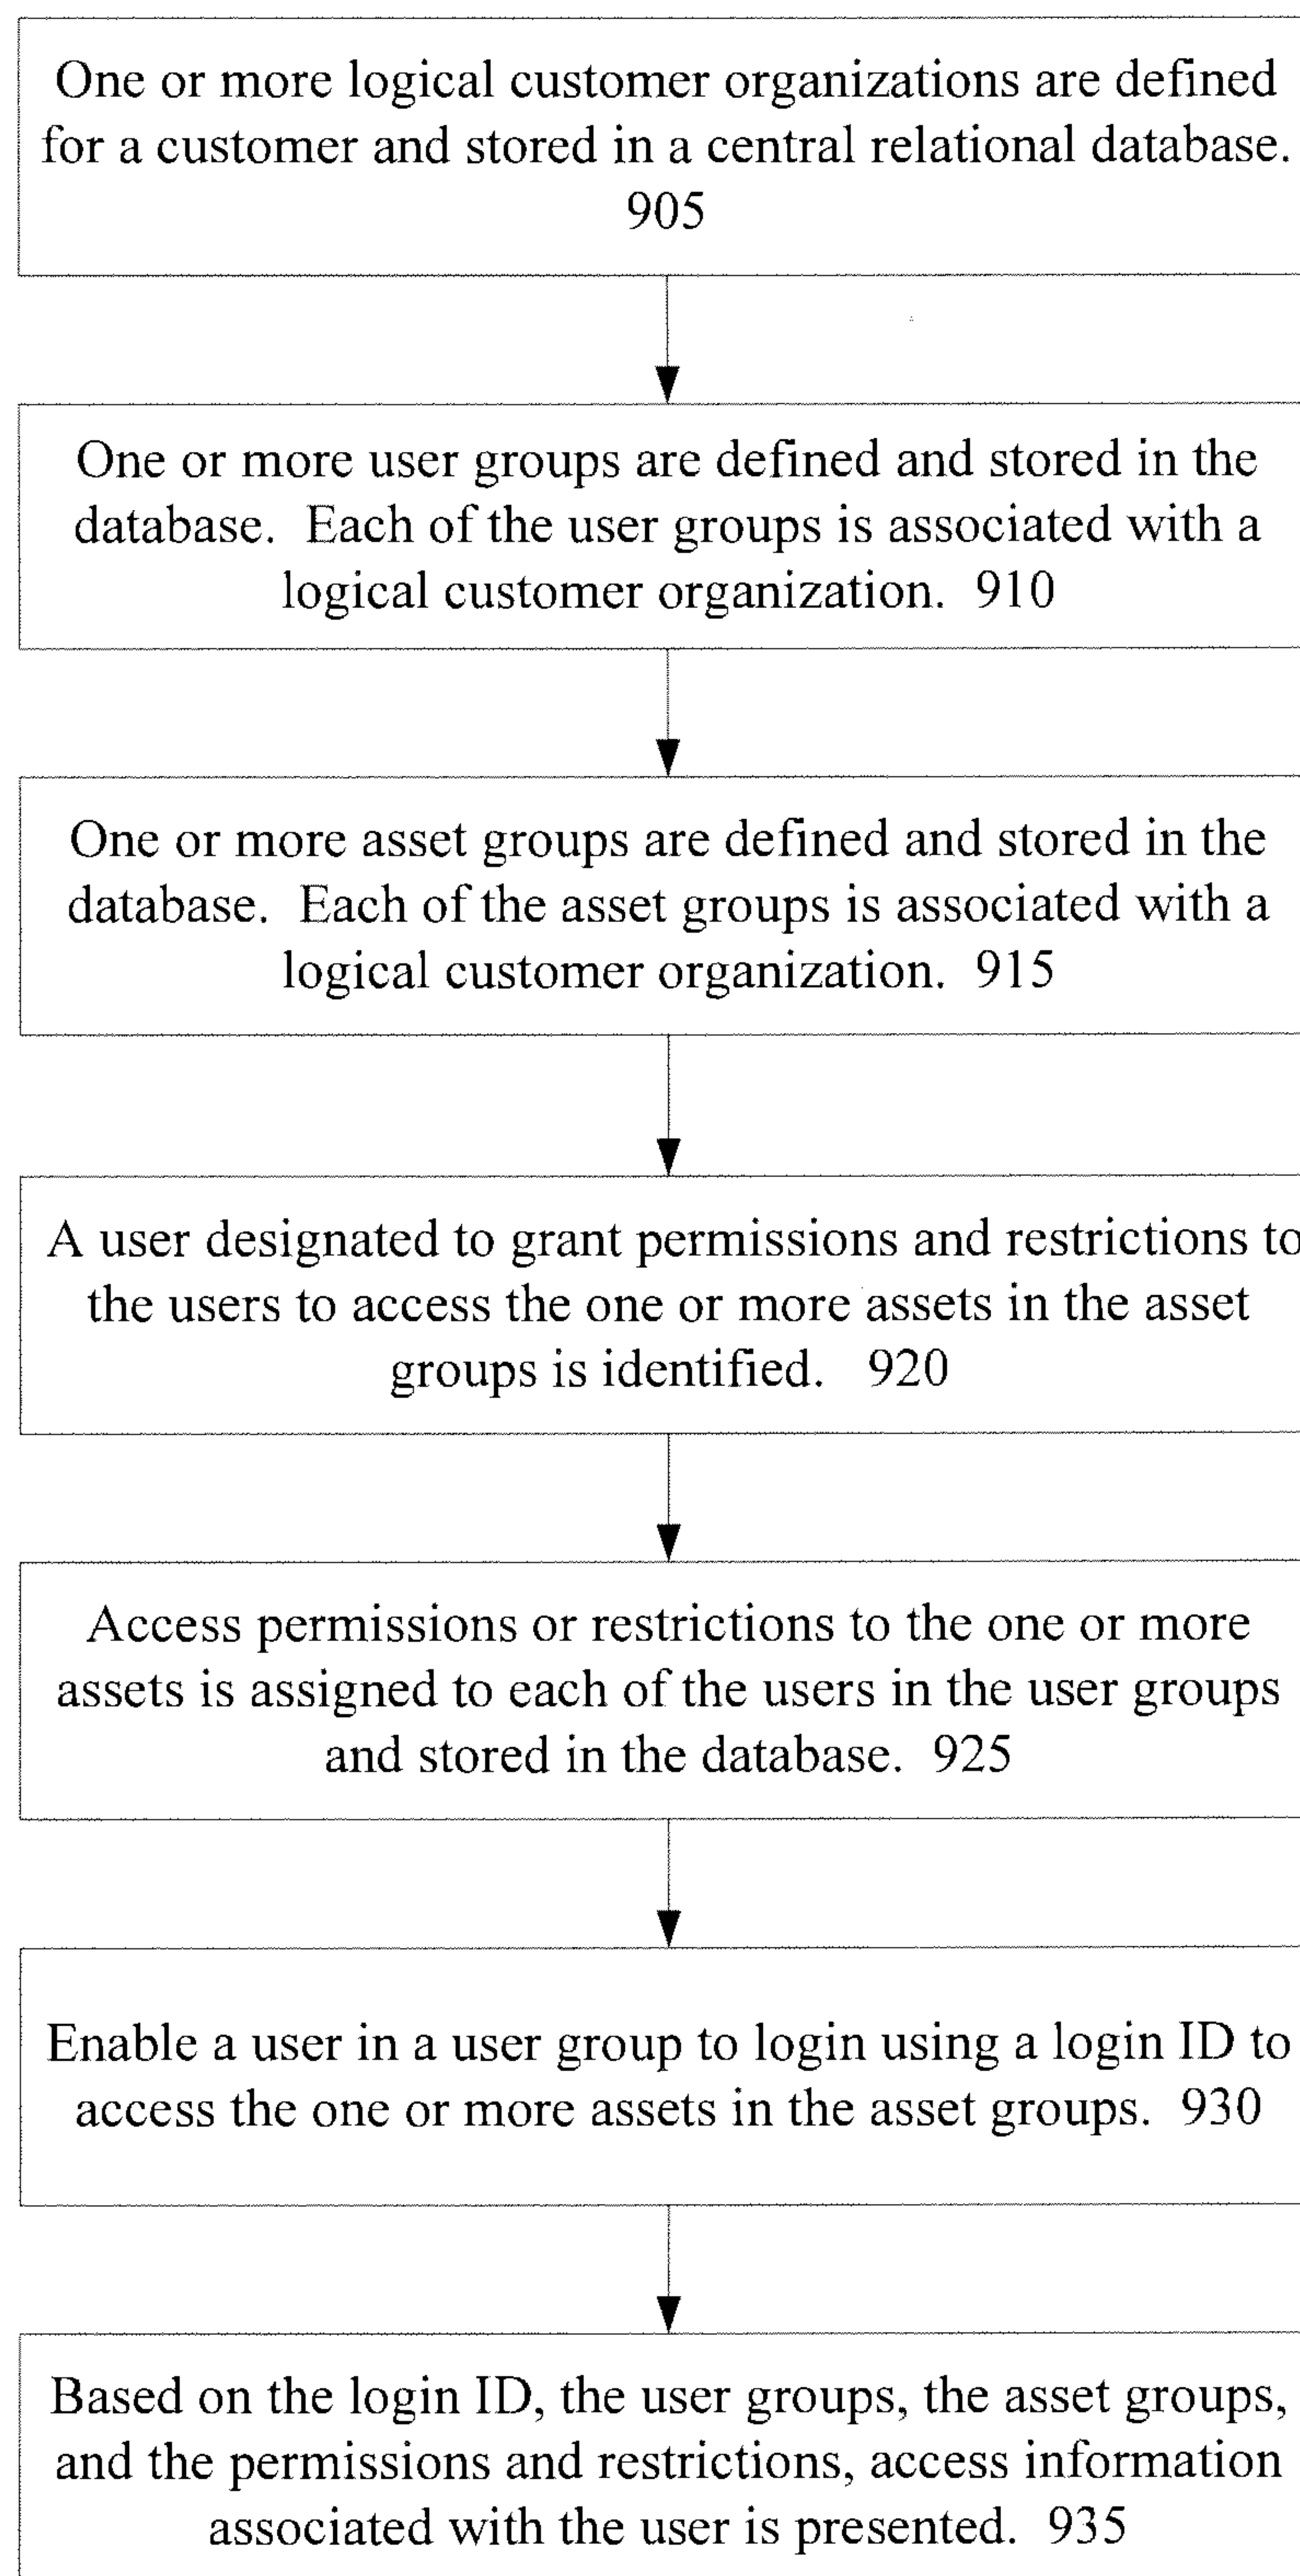 One or more logical customer organizations are defined
for a customer and stored in a central relational database.
905
One or more user groups are defined and stored in the
database.  Each of the user groups is associated with a
logical customer organization.  910
One or more asset groups are defined and stored in the
database.  Each of the asset groups is associated with a
logical customer organization.  915
A user designated to grant permissions and restrictions to
the users to access the one or more assets in the asset
groups is identified.  920
Access permissions or restrictions to the one or more
assets is assigned to each of the users in the user groups
and stored in the database.  925
Enable a user in a user group to login using a login ID to
access the one or more assets in the asset groups.  930
Based on the login ID, the user groups, the asset groups,
and the permissions and restrictions, access information
associated with the user is presented.  935